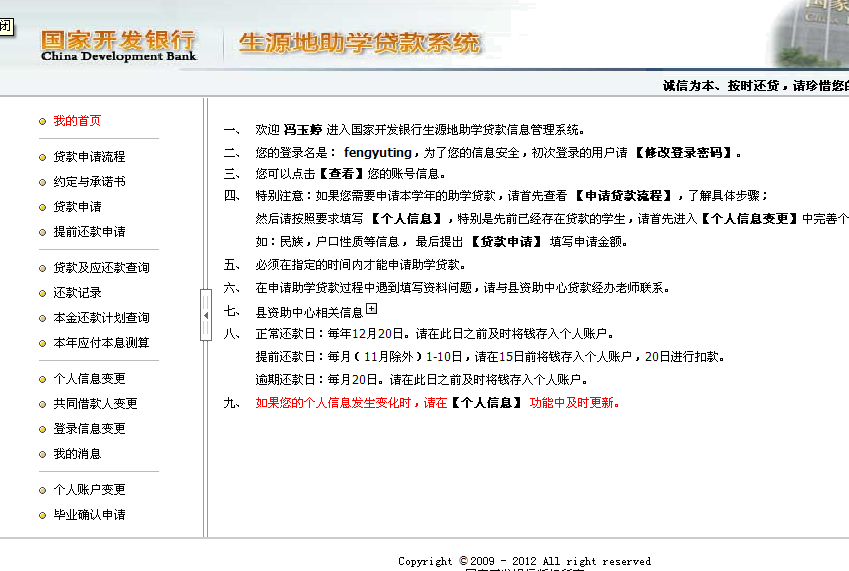 闭
国家开发银行
China Development Bank
生源地助学贷款系统
诚信为本、按时还贷，请珍惜您
我的首页
贷款申请流程
约定与承诺书
贷款申请
提前还款申请
贷款及应还款查询
还款记录
本金还款计划查询
本年应付本息测算
个人信息变更
共同借款人变更
登录信息变更
我的消息
个人账户变更
毕业确认申请
一、 欢迎 冯玉婷 进入国家开发银行生源地助学贷款信息管理系统。
二、 您的登录名是： fengyuting，为了您的信息安全，初次登录的用户请 【修改登录密码】。
三、 您可以点击【查看】您的账号信息。
四、 特别注意：如果您需要申请本学年的助学贷款，请首先查看 【申请贷款流程】，了解具体步骤；
然后请按照要求填写 【个人信息】，特别是先前已经存在贷款的学生，请首先进入【个人信息变更】中完善个
如：民族，户口性质等信息， 最后提出 【贷款申请】 填写申请金额。
五、 必须在指定的时间内才能申请助学贷款。
六、 在申请助学贷款过程中遇到填写资料问题，请与县资助中心贷款经办老师联系。
七、 县资助中心相关信息
八、 正常还款日：每年12月20日。请在此日之前及时将钱存入个人账户。
提前还款日：每月（11月除外）1-10日，请在15日前将钱存入个人账户，20日进行扣款。
逾期还款日：每月20日。请在此日之前及时将钱存入个人账户。
九、 如果您的个人信息发生变化时，请在【个人信息】 功能中及时更新。
Copyright ©2009 - 2012 All right reserved